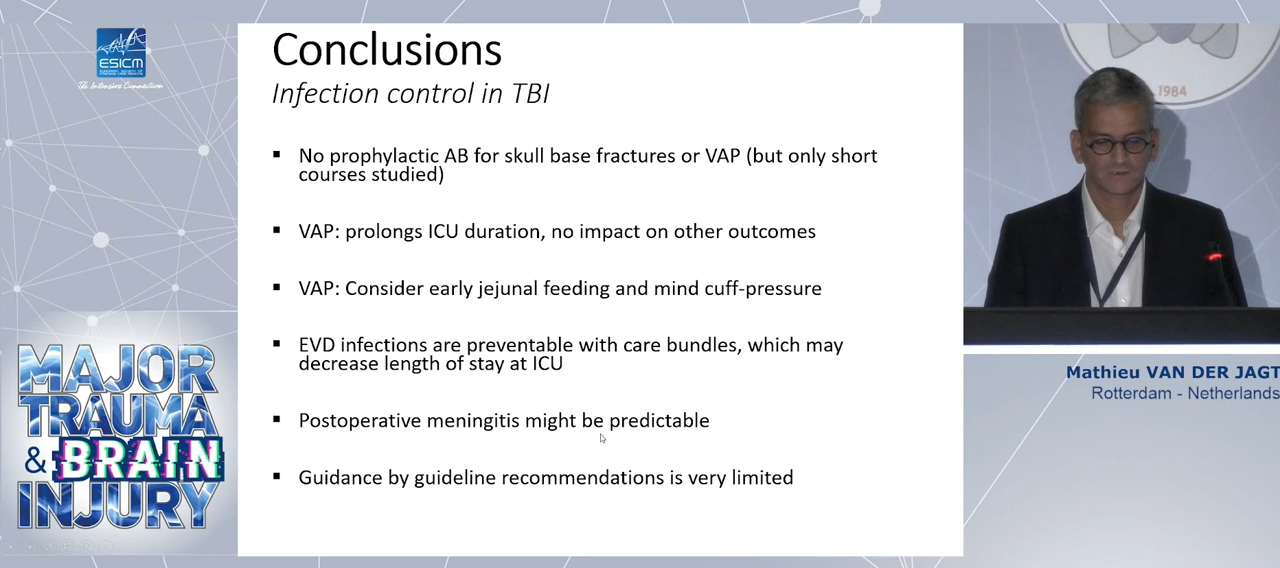 Conclusions
Infection control in TBI
▪ No prophylactic AB for skull base fractures or VAP (but only short
courses studied)
▪ VAP: prolongs ICU duration, no impact on other outcomes
▪ VAP: Consider early jejunal feeding and mind cuff-pressure
▪ EVD infections are preventable with care bundles, which may
decrease length of stay at ICU
▪ Postoperative meningitis might be predictable
▪ Guidance by guideline recommendations is very limited
ESICM
The Intensive Connection
MAJOR
TRAUMA
& BRAIN
INJURY
1984
Mathieu VAN DER JAGT
Rotterdam - Netherlands